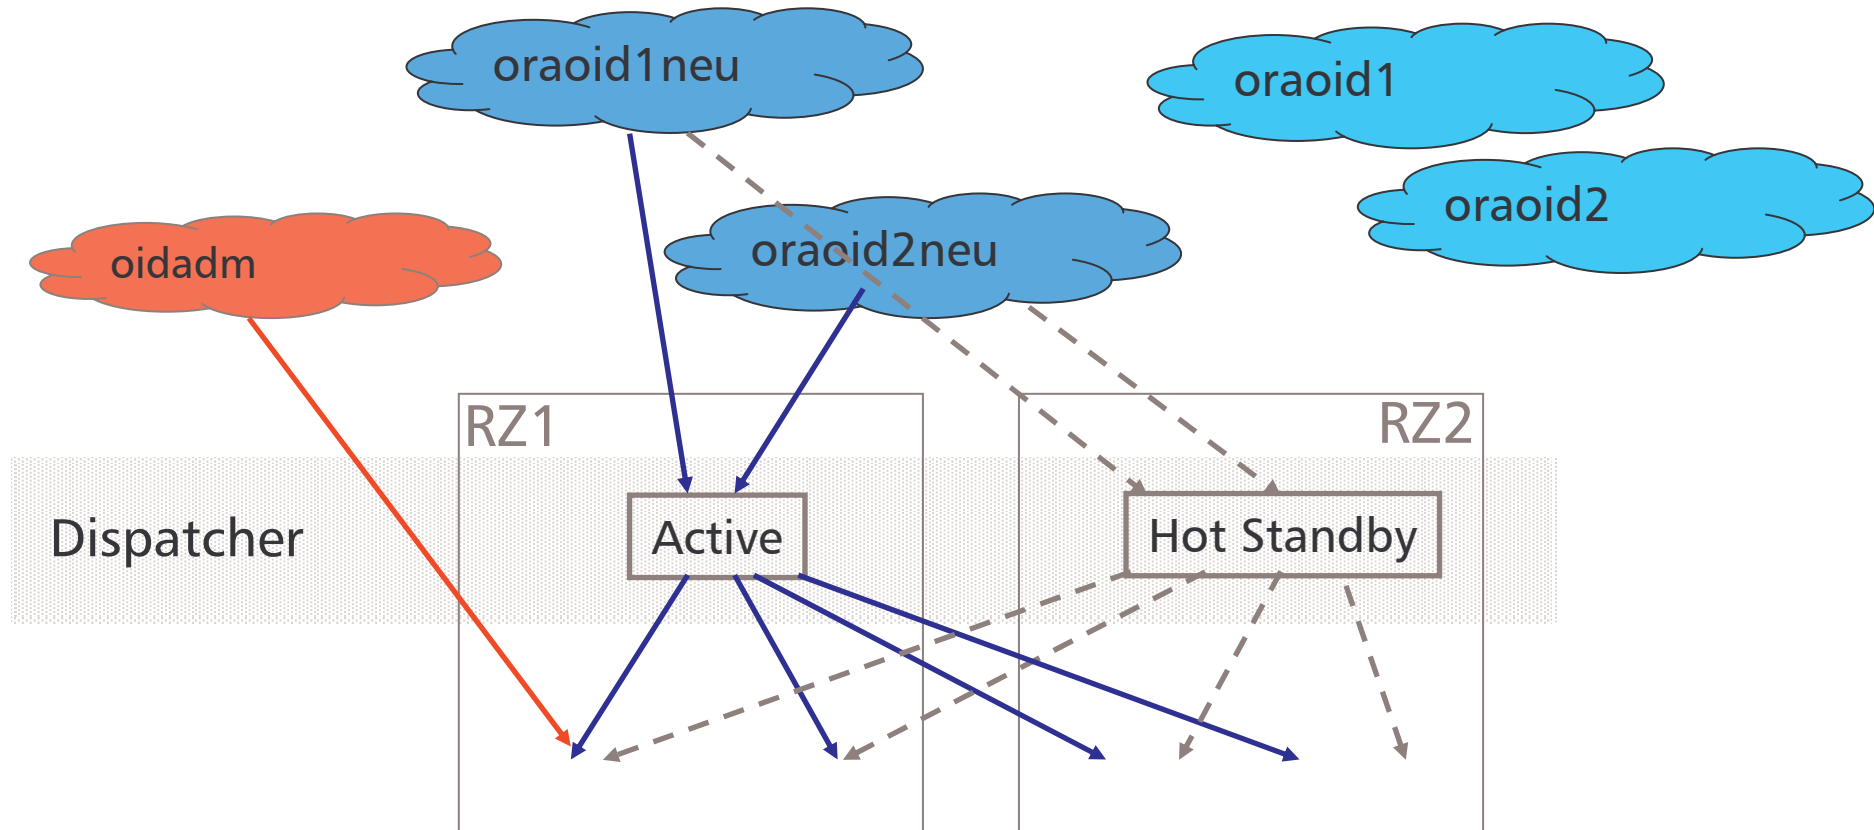 oraoid1neu
oraoid1
oraoid2
oraoid2neu
oidadm
RZ1
RZ2
Dispatcher
Active
Hot Standby